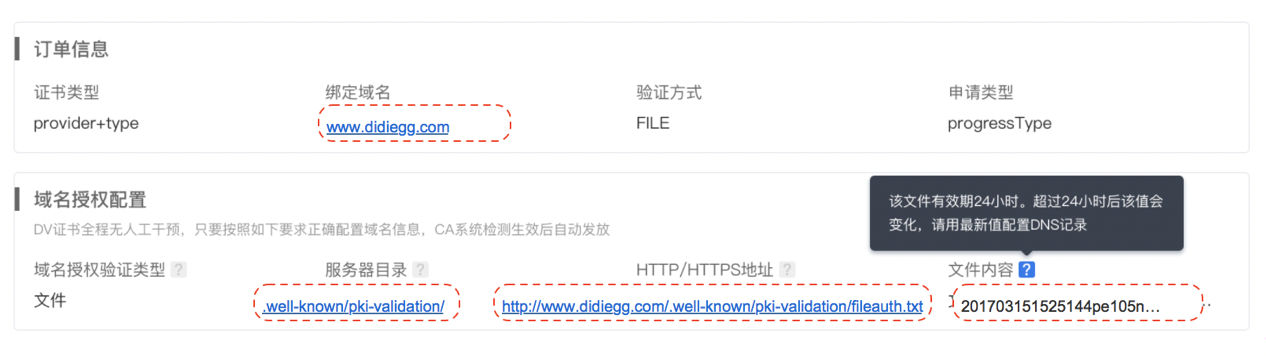 订单信息
证书类型 绑定域名 验证方式 申请类型
provider+type www.didiegg.com FILE progressType
域名授权配置
该文件有效期24小时。超过24小时后该值会
变化，请用最新值配置DNS记录
DV证书全程无人工干预，只要按照如下要求正确配置域名信息，CA系统检测生效后自动发放
域名授权验证类型 ? 服务器目录 ? HTTP/HTTPS地址 ? 文件内容 ?
文件 .well-known/pki-validation/ http://www.didiegg.com/.well-known/pki-validation/fileauth.txt 201703151525144pe105n...